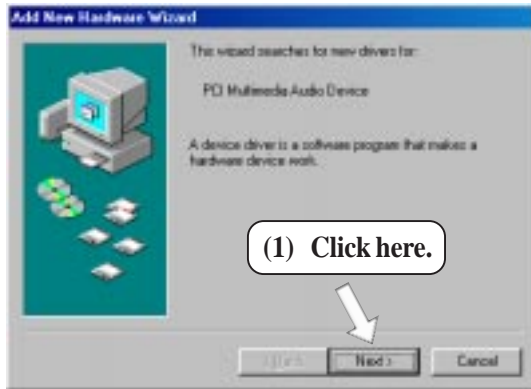 Add New Hardware Wizard
This wizard searches for new drivers for:
PCI Multimedia Audio Device
A device driver is a software program that makes a
hardware device work.
(1) Click here.
< Back Next > Cancel